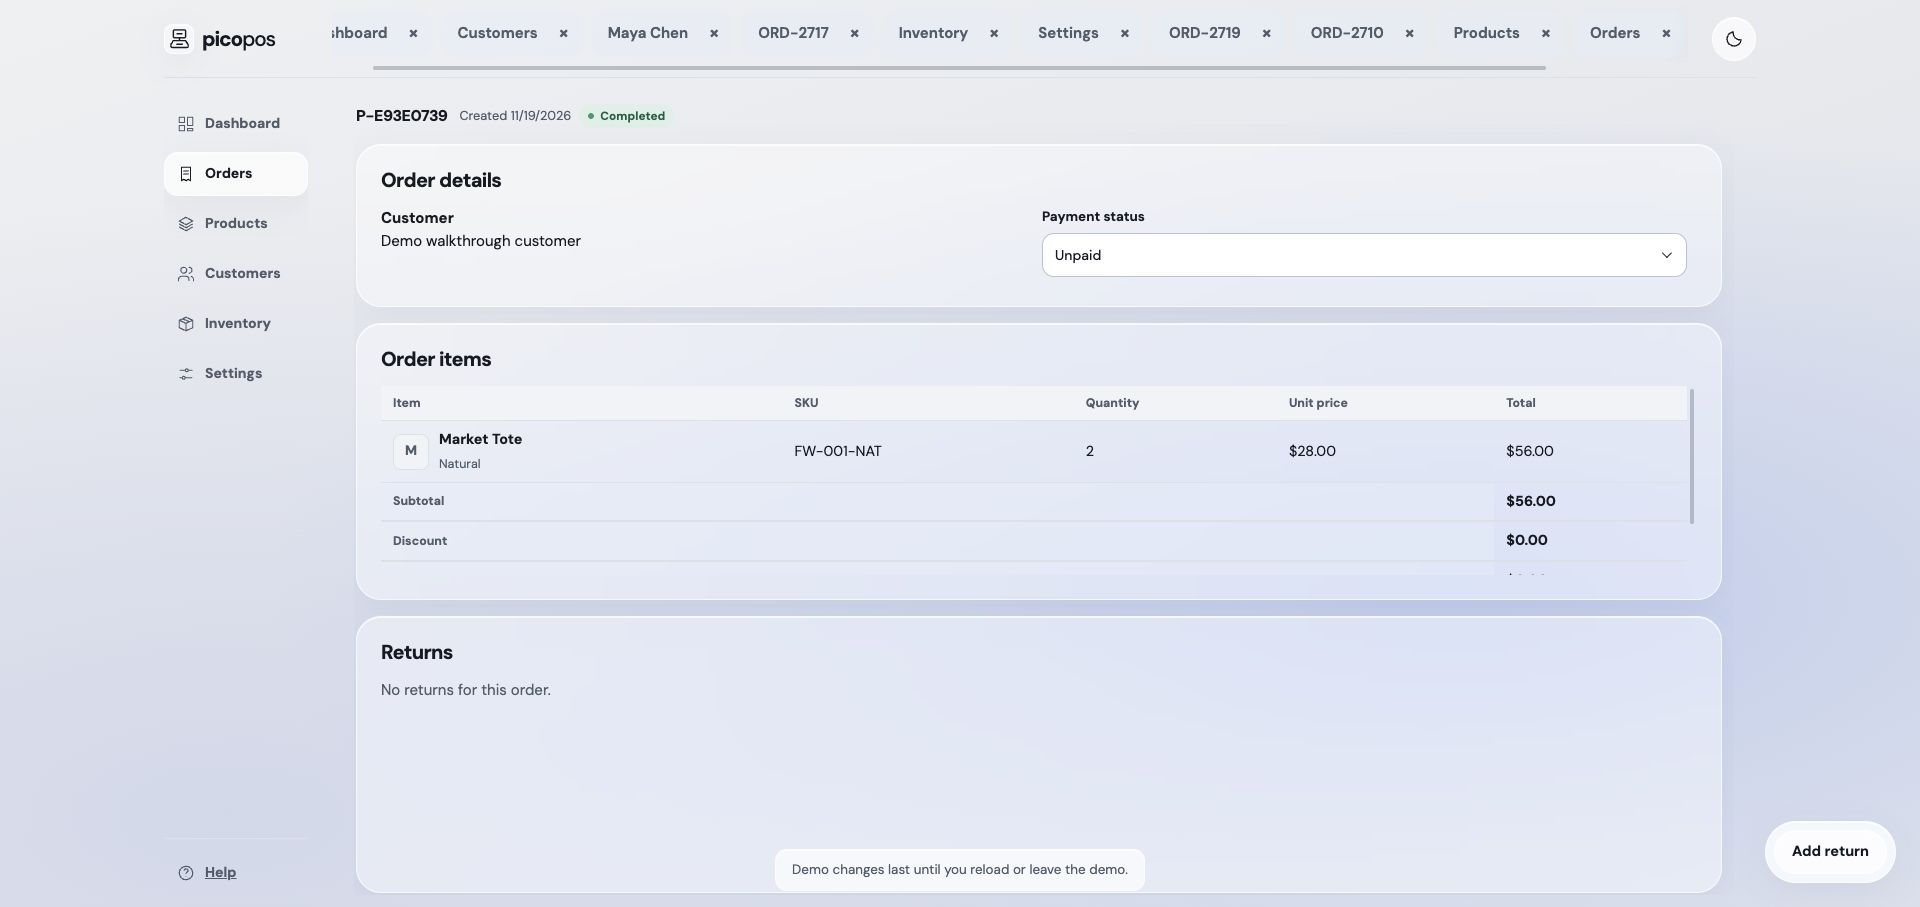 picopos
shboard × Customers × Maya Chen × ORD-2717 × Inventory × Settings × ORD-2719 × ORD-2710 × Products × Orders ×
Dashboard
Orders
Products
Customers
Inventory
Settings
Help
P-E93E0739 Created 11/19/2026 Completed
Order details
Customer
Demo walkthrough customer
Payment status
Unpaid
Order items
Item SKU Quantity Unit price Total
M Market Tote FW-001-NAT 2 $28.00 $56.00
Natural
Subtotal $56.00
Discount $0.00
Returns
No returns for this order.
Demo changes last until you reload or leave the demo.
Add return